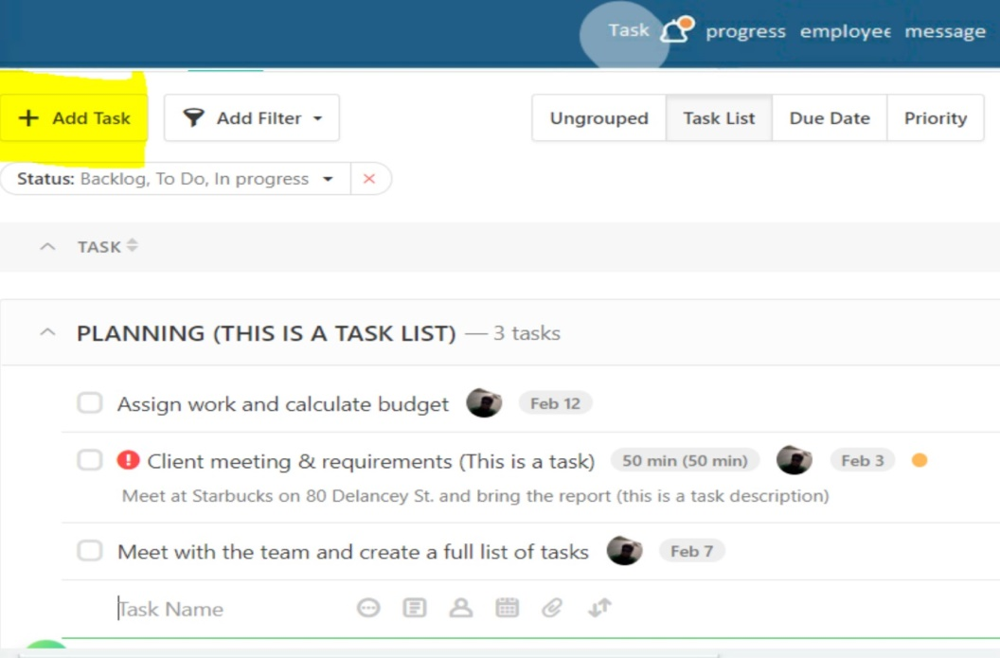 Task progress employee message
+ Add Task Add Filter Ungrouped Task List Due Date Priority
Status: Backlog, To Do, In progress
TASK
PLANNING (THIS IS A TASK LIST) — 3 tasks
Assign work and calculate budget Feb 12
Client meeting & requirements (This is a task) 50 min (50 min) Feb 3
Meet at Starbucks on 80 Delancey St. and bring the report (this is a task description)
Meet with the team and create a full list of tasks Feb 7
Task Name